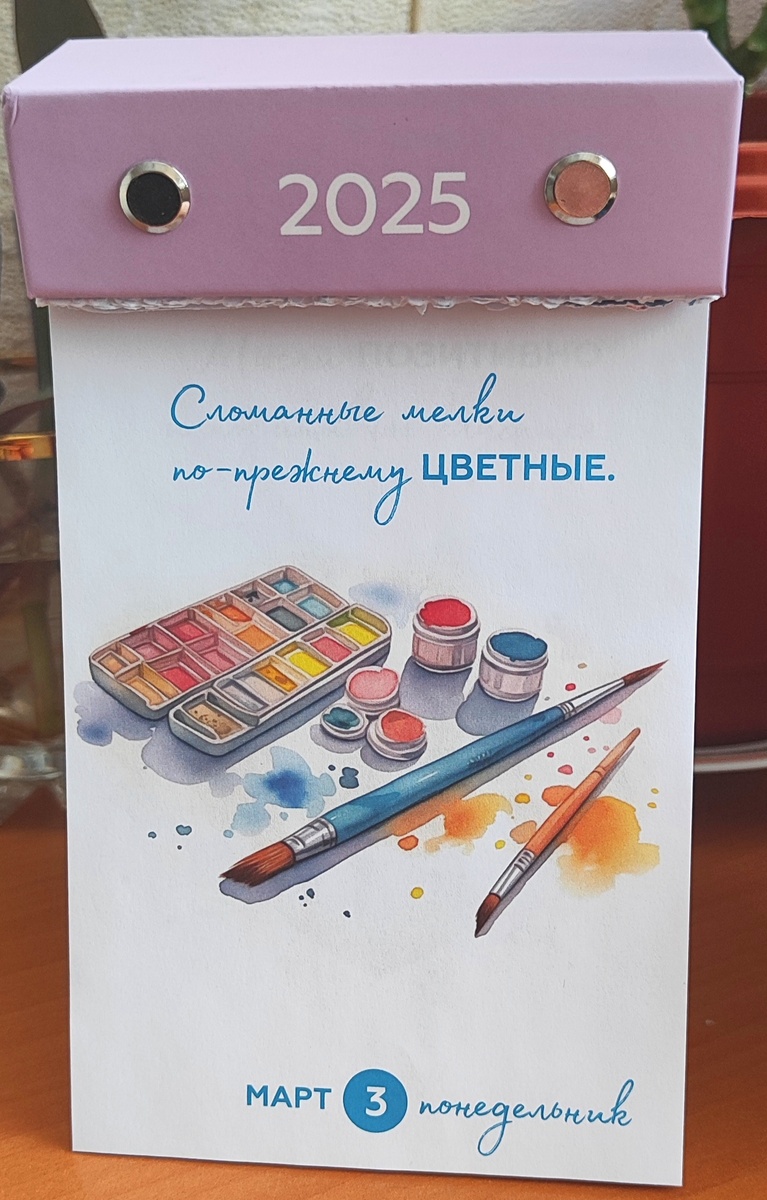 2025
Сломанные мелки
по-прежнему ЦВЕТНЫЕ.
МАРТ 3 понедельник